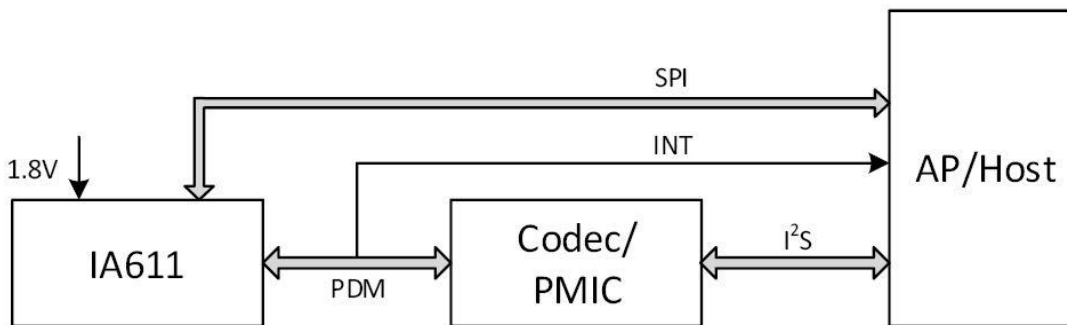 SPI
INT
1.8V
AP/Host
IA611
PDM
Codec/
PMIC
I²S